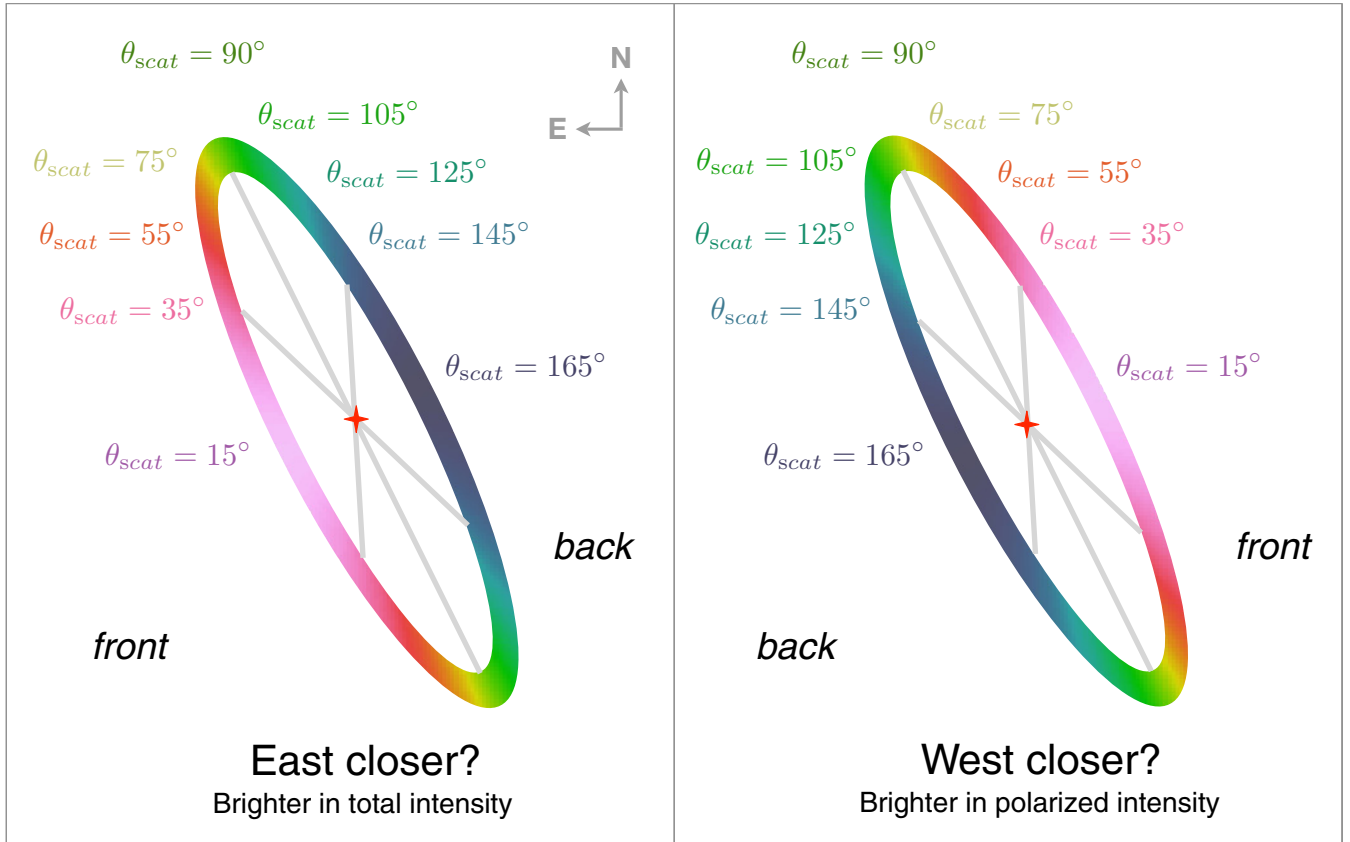 θscat = 90°
N
E
θscat = 105°
θscat = 75°
θscat = 125°
θscat = 55°
θscat = 145°
θscat = 35°
θscat = 165°
θscat = 15°
back
front
East closer?
Brighter in total intensity
θscat = 90°
θscat = 75°
θscat = 105°
θscat = 55°
θscat = 125°
θscat = 35°
θscat = 145°
θscat = 15°
θscat = 165°
front
back
West closer?
Brighter in polarized intensity